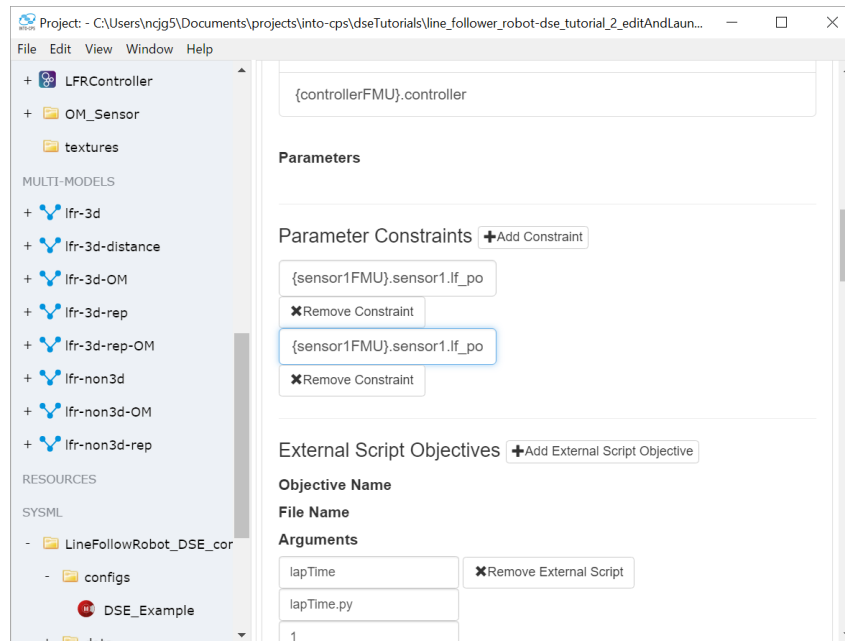 Project: - C:\Users\ncjg5\Documents\projects\into-cps\dseTutorials\line_follower_robot-dse_tutorial_2_editAndLaun...
File Edit View Window Help
+ LFRController
+ OM_Sensor
textures
MULTI-MODELS
+ lfr-3d
+ lfr-3d-distance
+ lfr-3d-OM
+ lfr-3d-rep
+ lfr-3d-rep-OM
+ lfr-non3d
+ lfr-non3d-OM
+ lfr-non3d-rep
RESOURCES
SYSML
- LineFollowRobot_DSE_cor
- configs
DSE_Example
{controllerFMU}.controller
Parameters
Parameter Constraints +Add Constraint
{sensor1FMU}.sensor1.lf_po
×Remove Constraint
{sensor1FMU}.sensor1.lf_po
×Remove Constraint
External Script Objectives +Add External Script Objective
Objective Name
File Name
Arguments
lapTime ×Remove External Script
lapTime.py
1